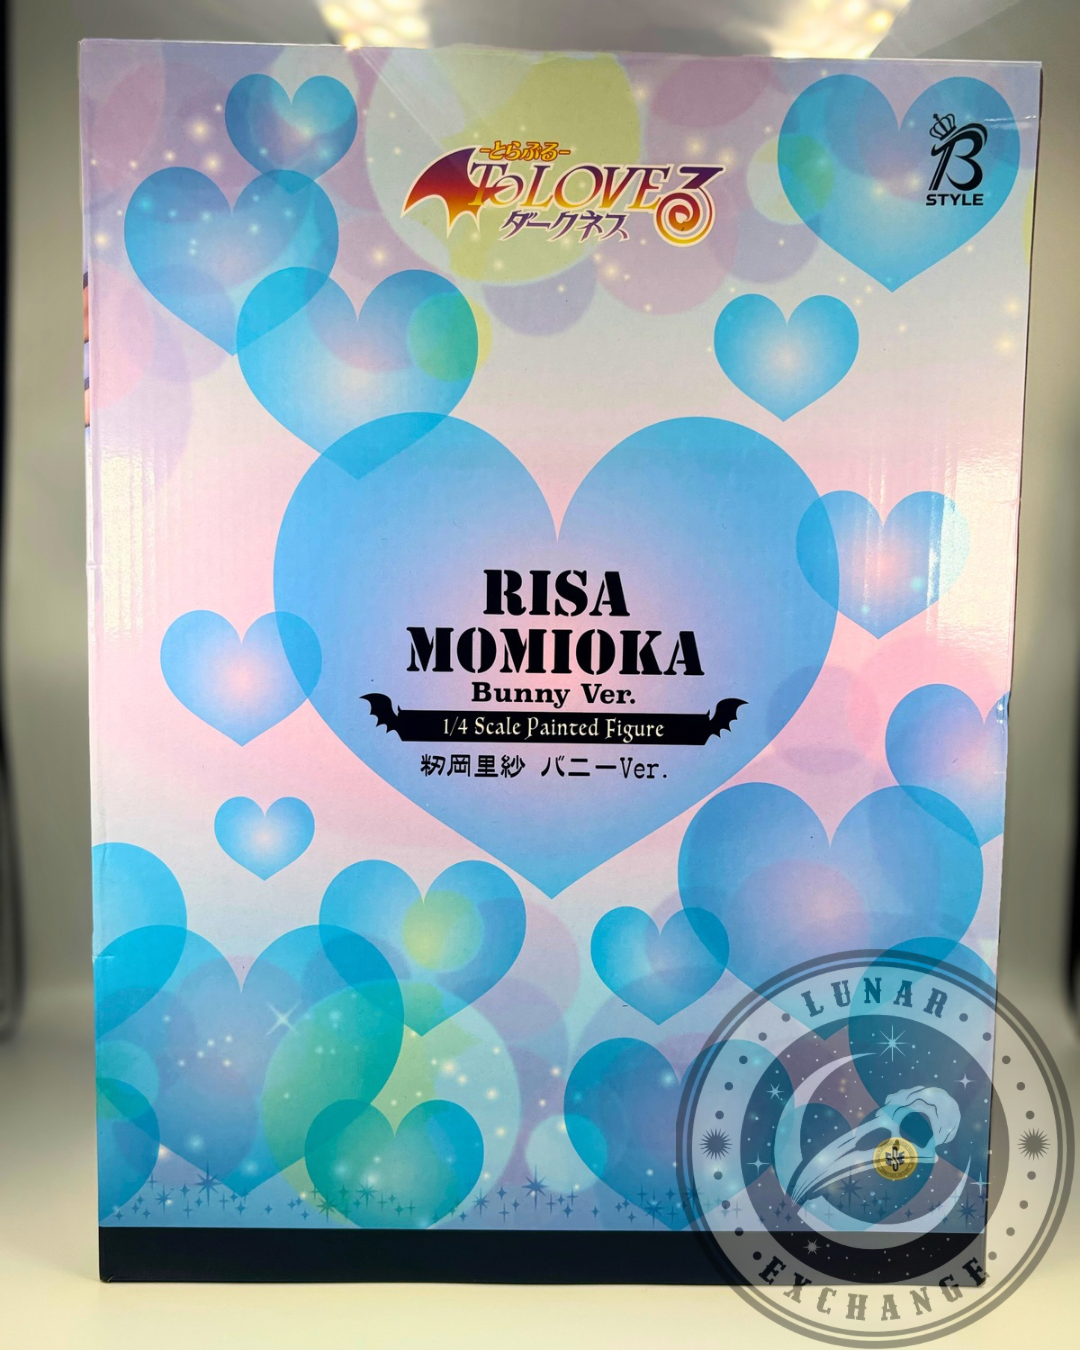 -とらぶる-
To LOVEる
ダークネス
B
STYLE
RISA
MOMIOKA
Bunny Ver.
1/4 Scale Painted Figure
籾岡里紗 バニーVer.
LUNAR
EXCHANGE